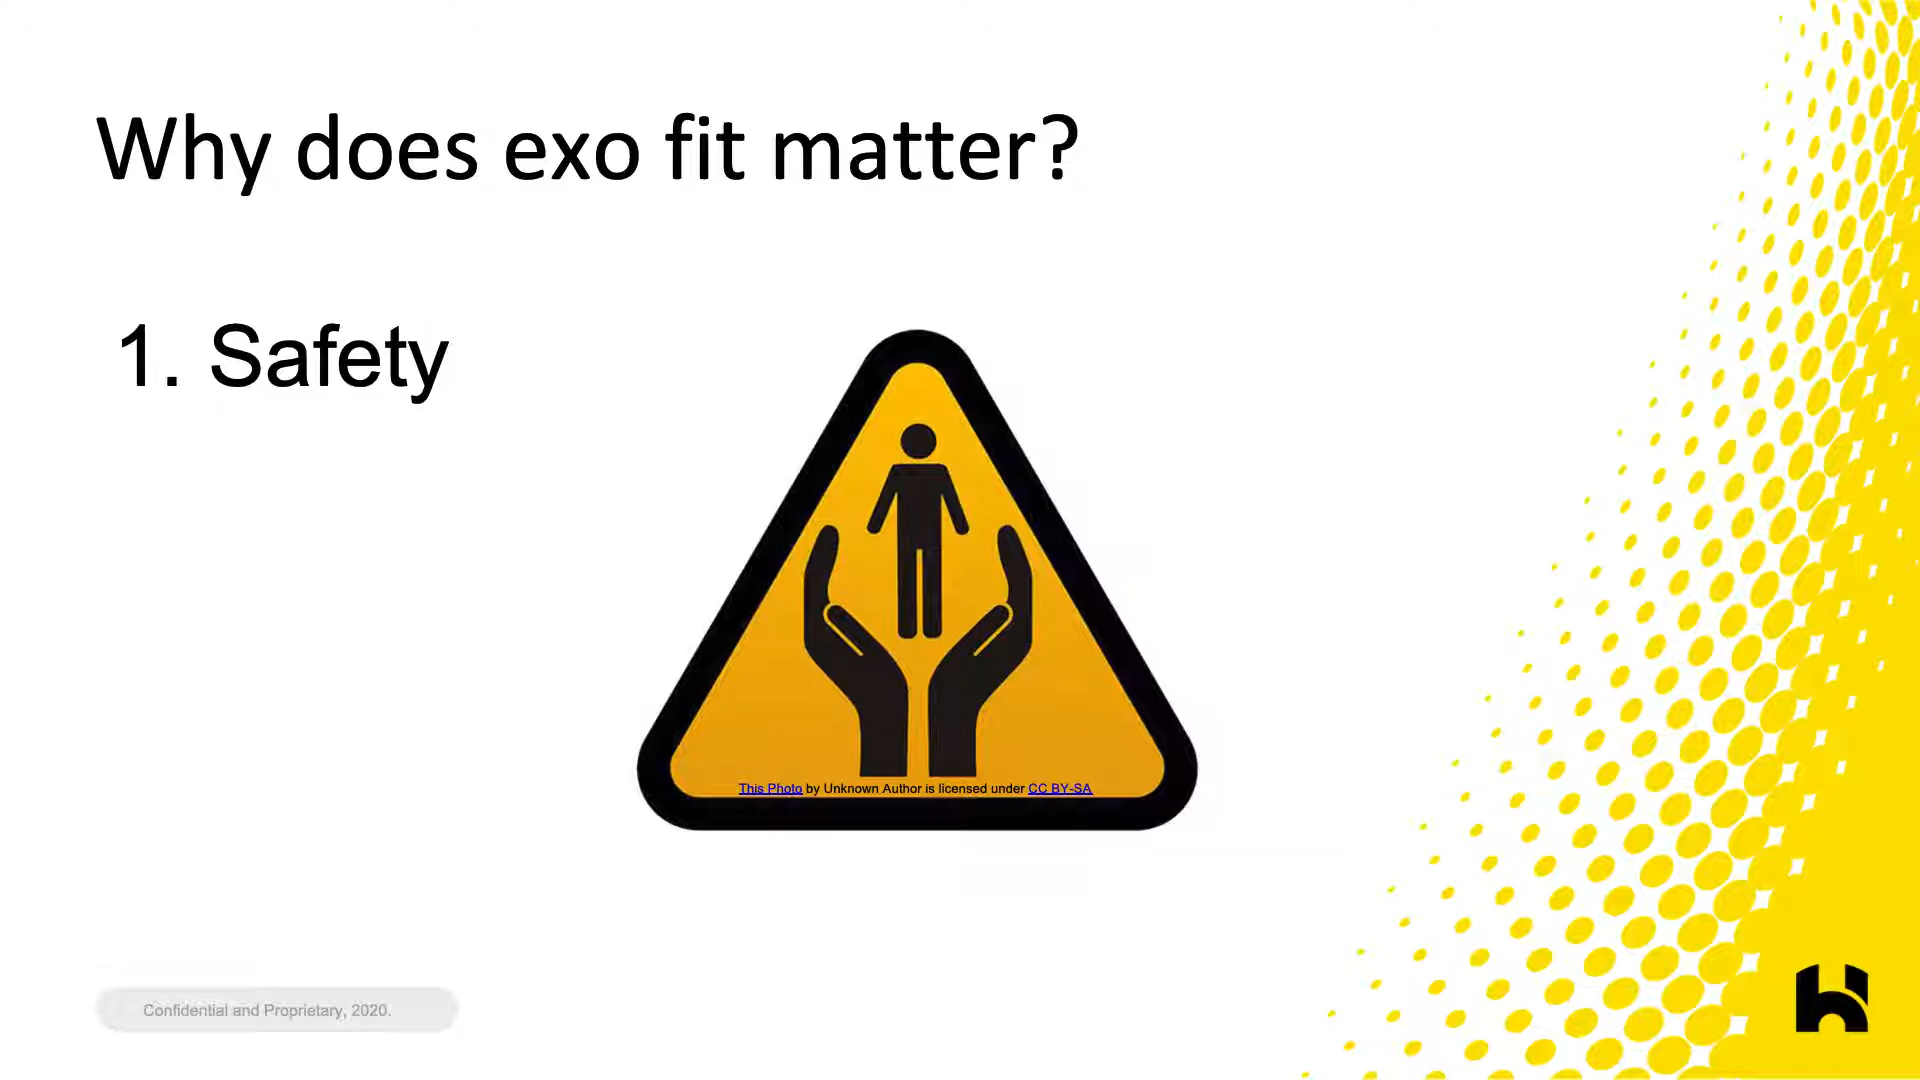 Why does exo fit matter?
1. Safety
This Photo by Unknown Author is licensed under CC BY-SA
Confidential and Proprietary, 2020.